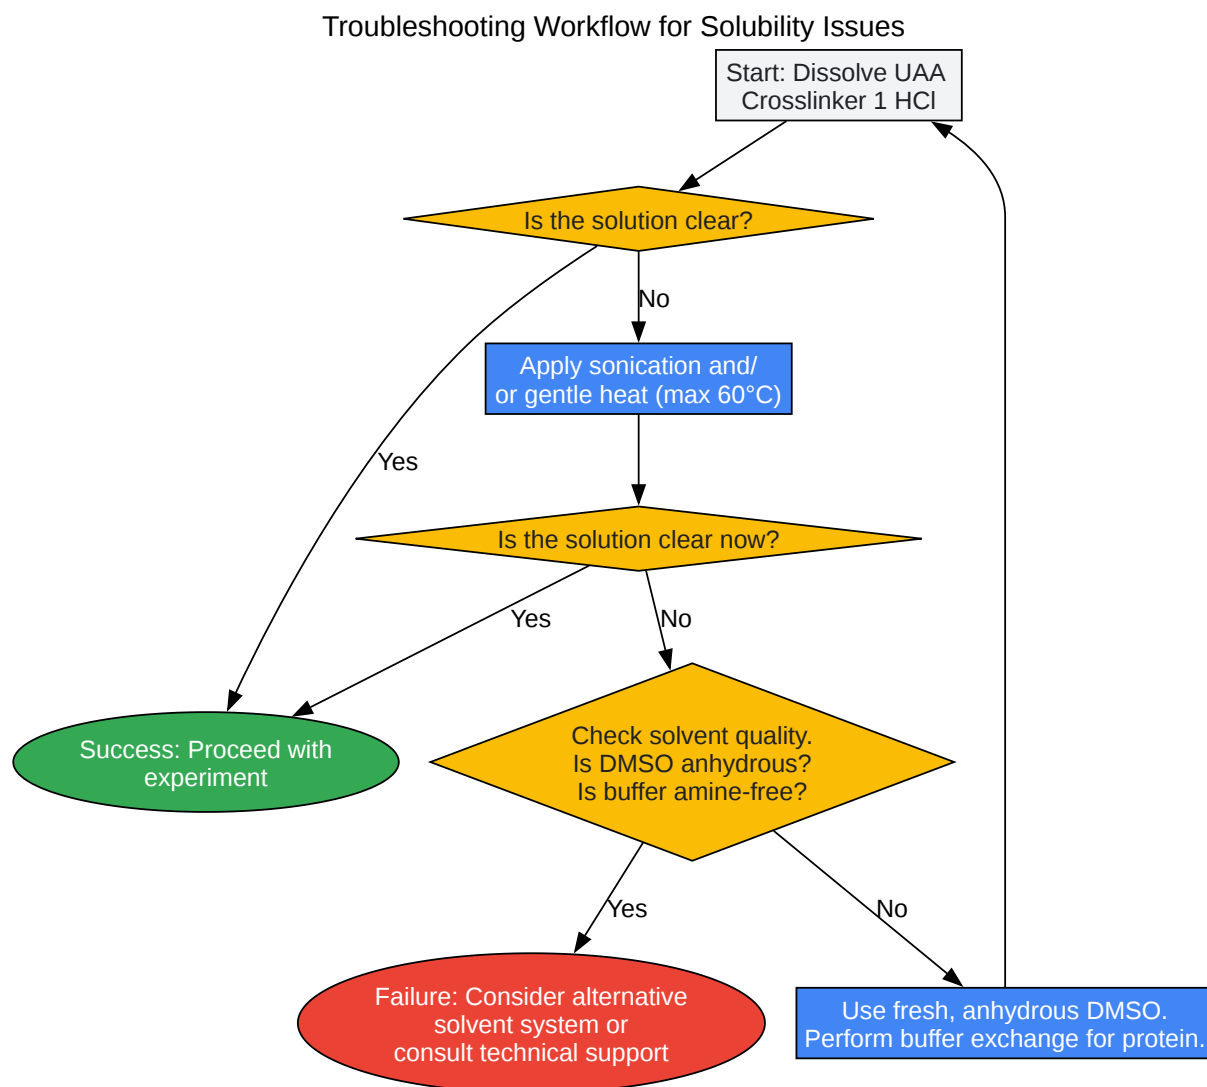 Troubleshooting Workflow for Solubility Issues
Start: Dissolve UAA
Crosslinker 1 HCl
Is the solution clear?
No
Apply sonication and/
or gentle heat (max 60°C)
Yes
Is the solution clear now?
Yes
No
Success: Proceed with
experiment
Check solvent quality.
Is DMSO anhydrous?
Is buffer amine-free?
Yes
No
Failure: Consider alternative
solvent system or
consult technical support
Use fresh, anhydrous DMSO.
Perform buffer exchange for protein.